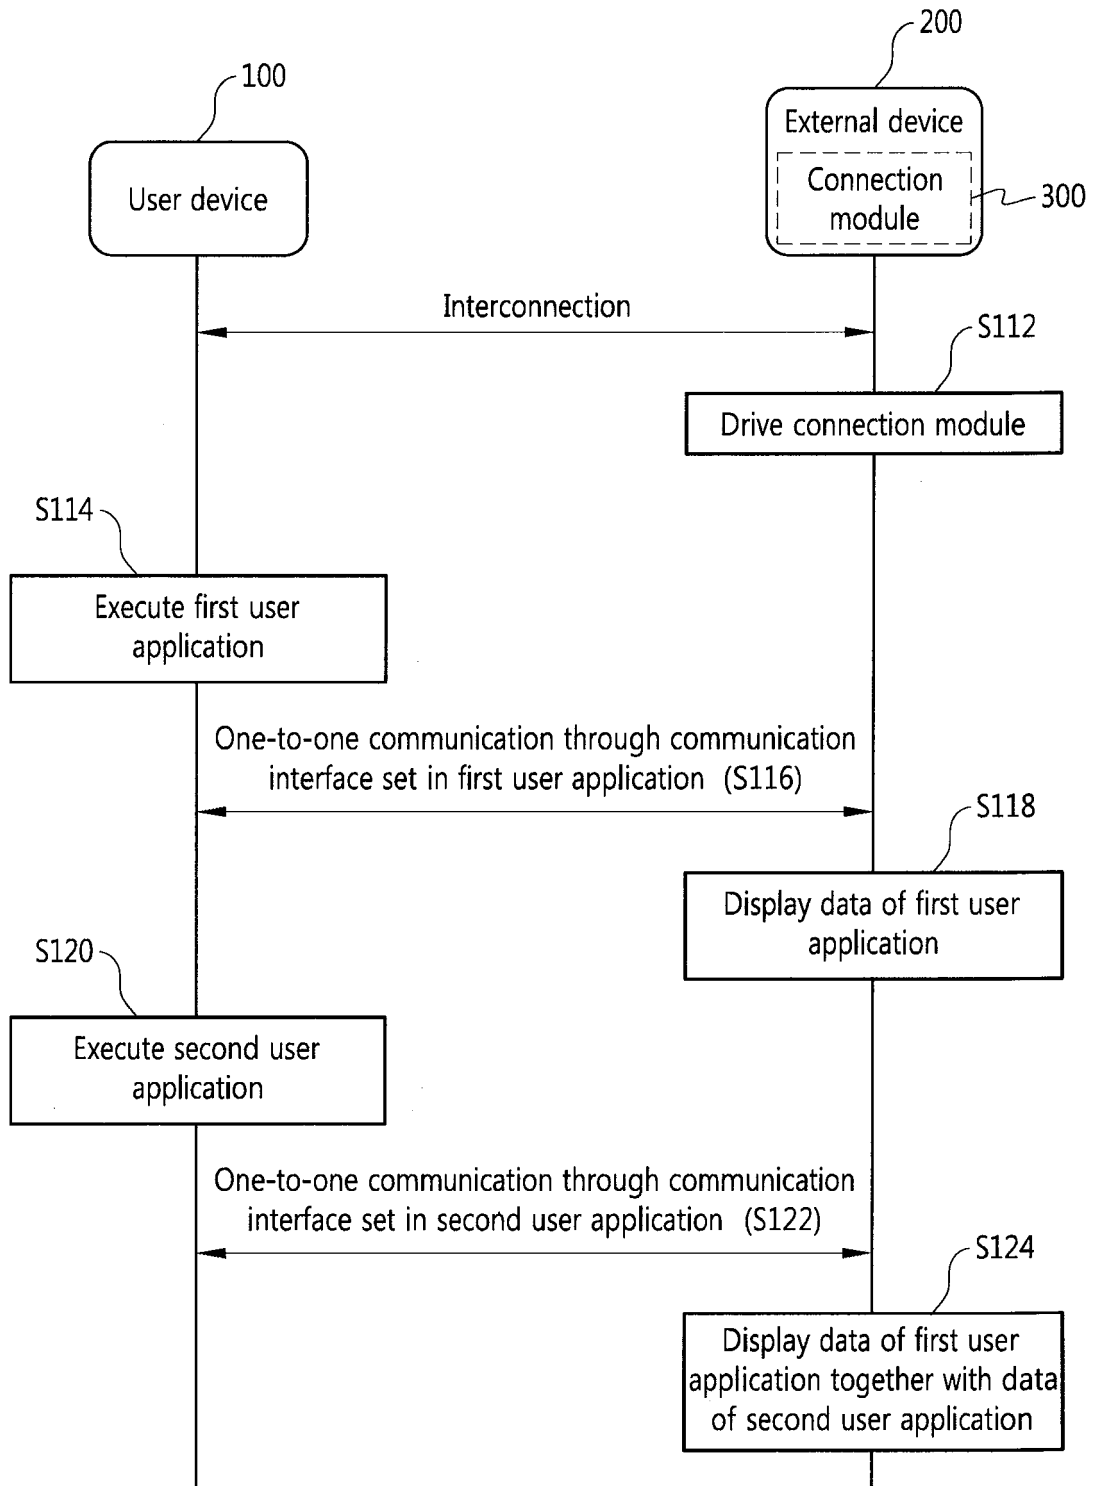 200
100
External device
User device
Connection
module
300
Interconnection
S112
Drive connection module
S114
Execute first user
application
One-to-one communication through communication
interface set in first user application (S116)
S118
Display data of first user
application
S120
Execute second user
application
One-to-one communication through communication
interface set in second user application (S122)
S124
Display data of first user
application together with data
of second user application